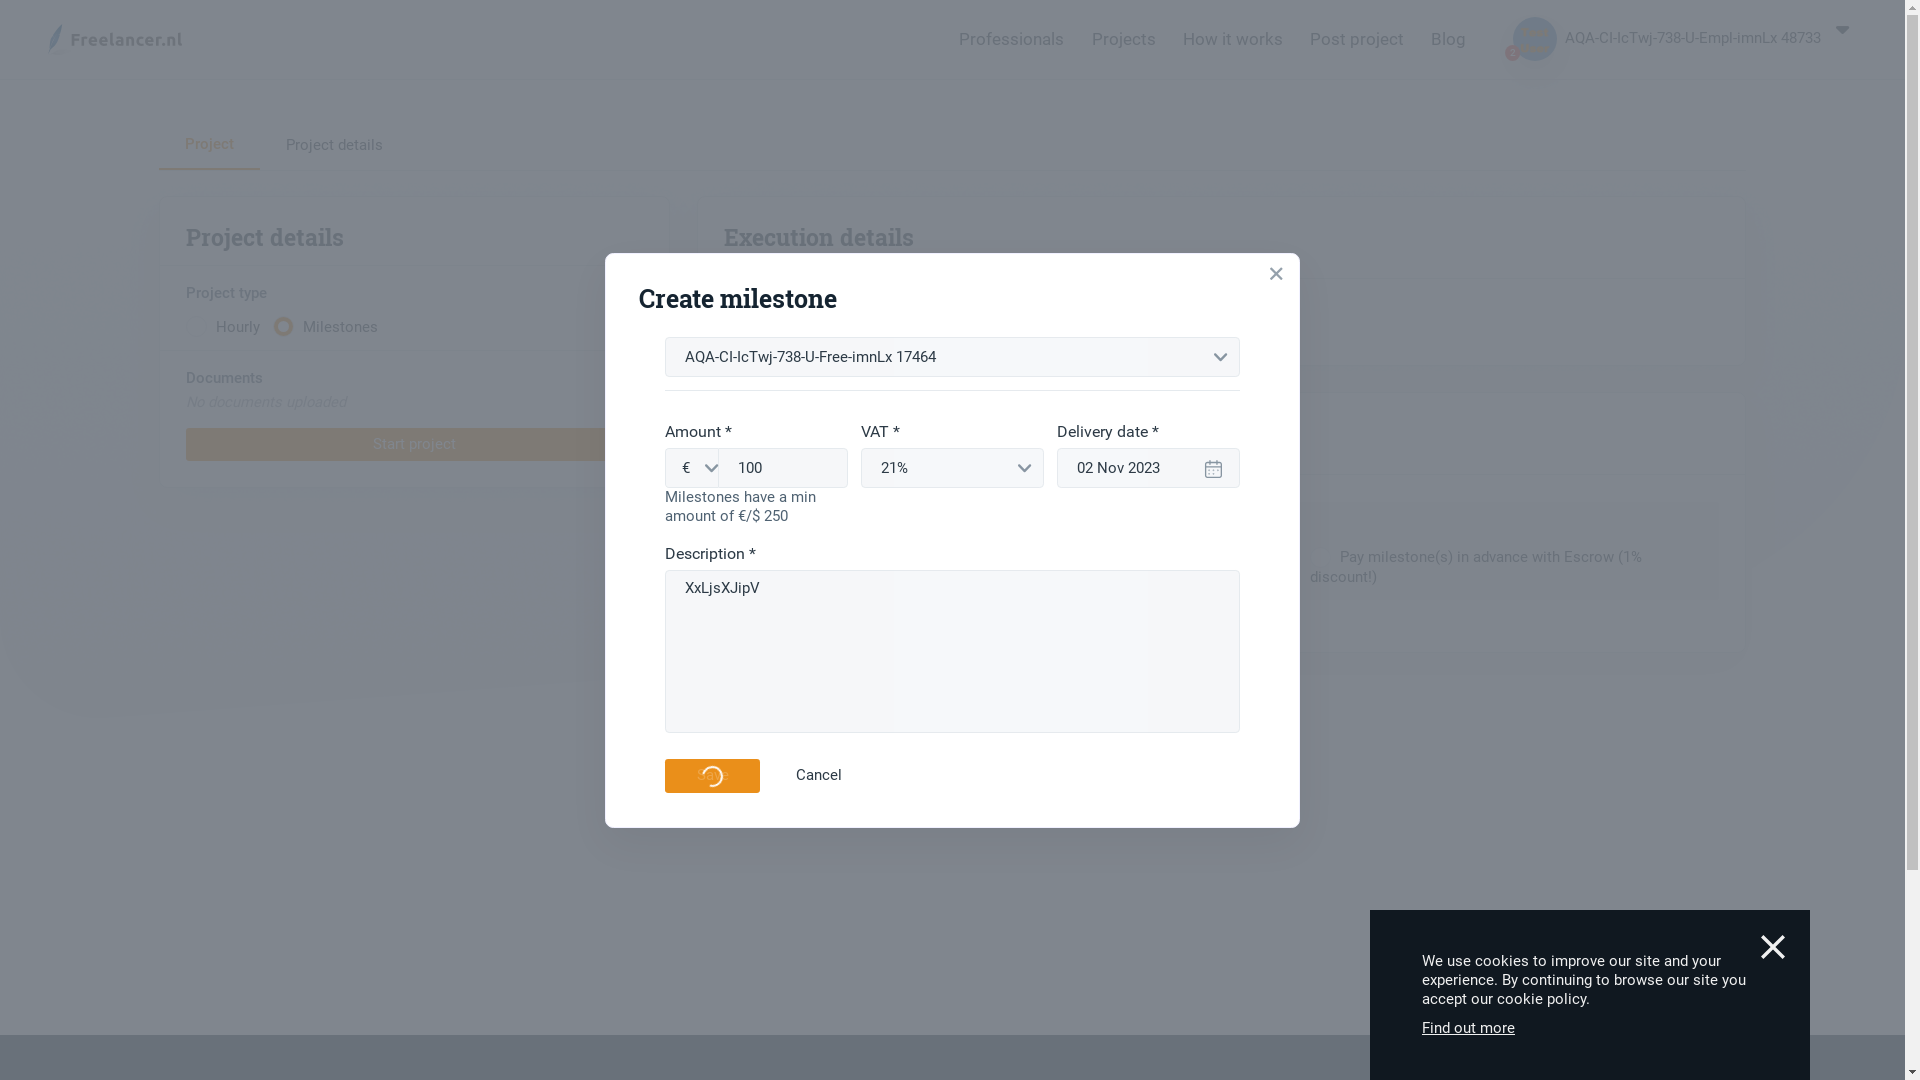 Freelancer.nl
Professionals Projects How it works Post project Blog AQA-CI-IcTwj-738-U-Empl-imnLx 48733
Project Project details
Project details
Project type
Hourly Milestones
Documents
No documents uploaded
Start project
Execution details
Pay milestone(s) in advance with Escrow (1%
discount!)
Create milestone
AQA-CI-IcTwj-738-U-Free-imnLx 17464
Amount * VAT * Delivery date *
€ 100 21% 02 Nov 2023
Milestones have a min
amount of €/$ 250
Description *
XxLjsXJipV
Save Cancel
We use cookies to improve our site and your
experience. By continuing to browse our site you
accept our cookie policy.
Find out more